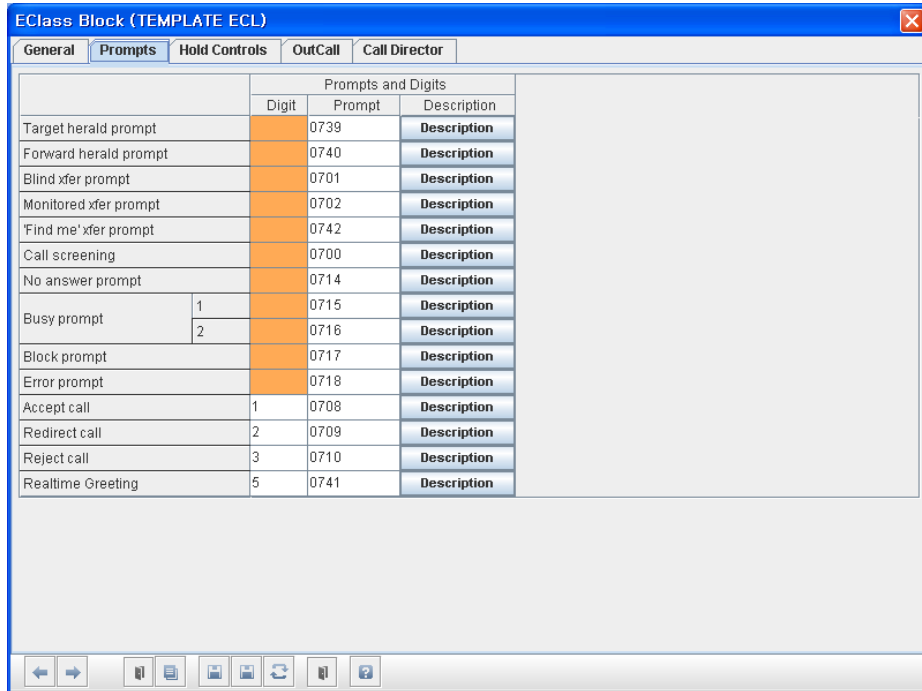 EClass Block (TEMPLATE ECL)
General Prompts Hold Controls OutCall Call Director
Prompts and Digits
Digit Prompt Description
Target herald prompt 0739 Description
Forward herald prompt 0740 Description
Blind xfer prompt 0701 Description
Monitored xfer prompt 0702 Description
'Find me' xfer prompt 0742 Description
Call screening 0700 Description
No answer prompt 0714 Description
Busy prompt 1 0715 Description
2 0716 Description
Block prompt 0717 Description
Error prompt 0718 Description
Accept call 1 0708 Description
Redirect call 2 0709 Description
Reject call 3 0710 Description
Realtime Greeting 5 0741 Description